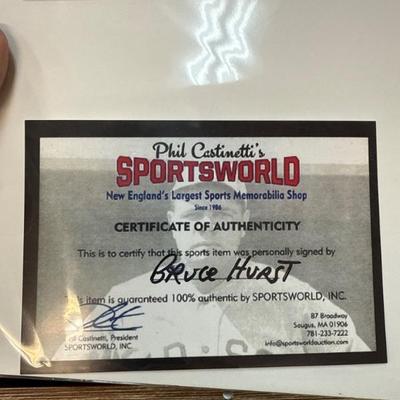 Phil Castinetti's
SPORTSWORLD
New England's Largest Sports Memorabilia Shop
Since 1986
CERTIFICATE OF AUTHENTICITY
This is to certify that this sports item was personally signed by
BRUCE HURST
This item is guaranteed 100% authentic by SPORTSWORLD, INC.
Castinetti, President
SPORTSWORLD, INC.
87 Broadway
Saugus, MA 01906
781-233-7222
info@sportsworldauction.com